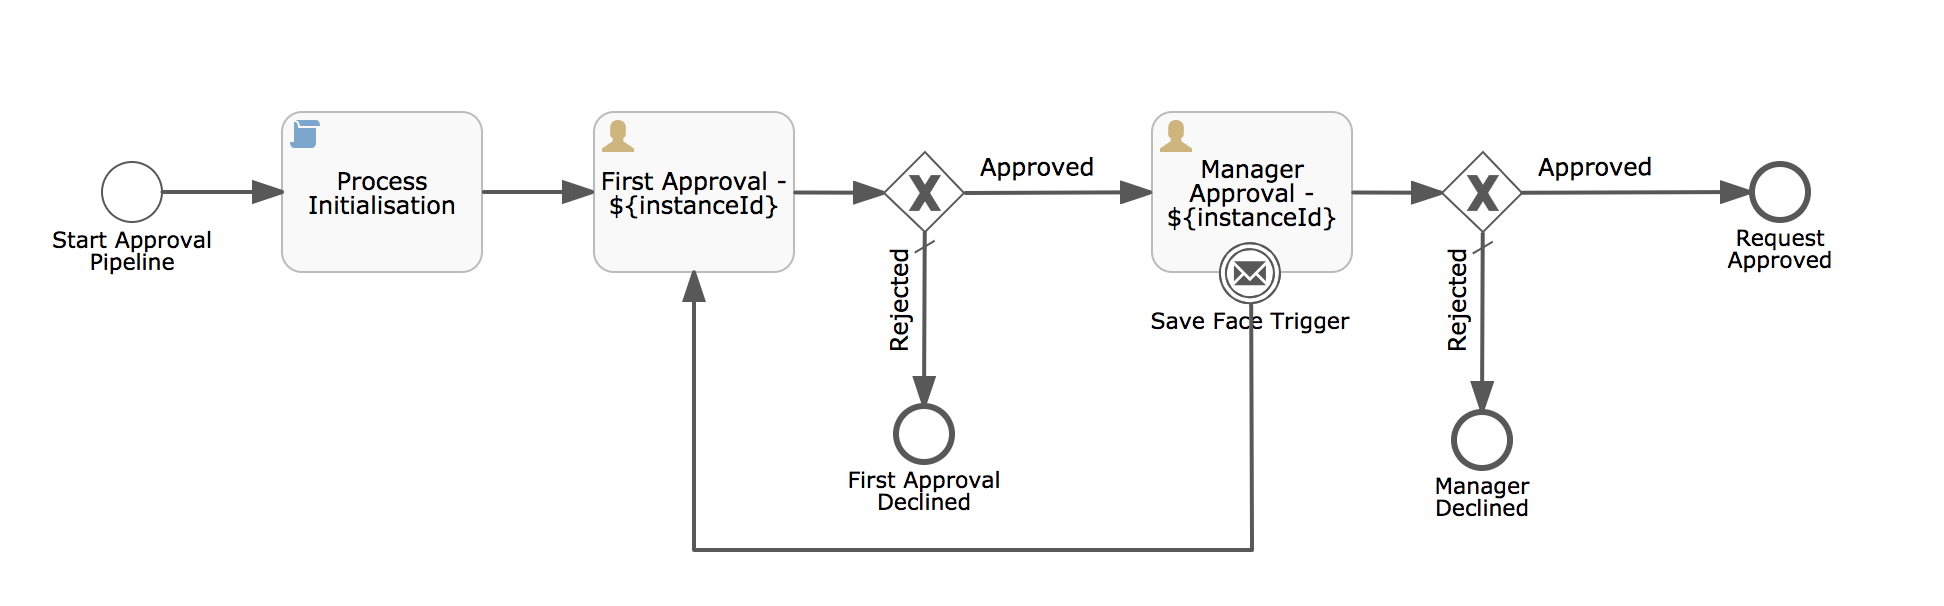 Start Approval
Pipeline
Process
Initialisation
First Approval -
${instanceId}
X
Approved
Rejected
First Approval
Declined
Manager
Approval -
${instanceId}
Save Face Trigger
X
Approved
Rejected
Manager
Declined
Request
Approved